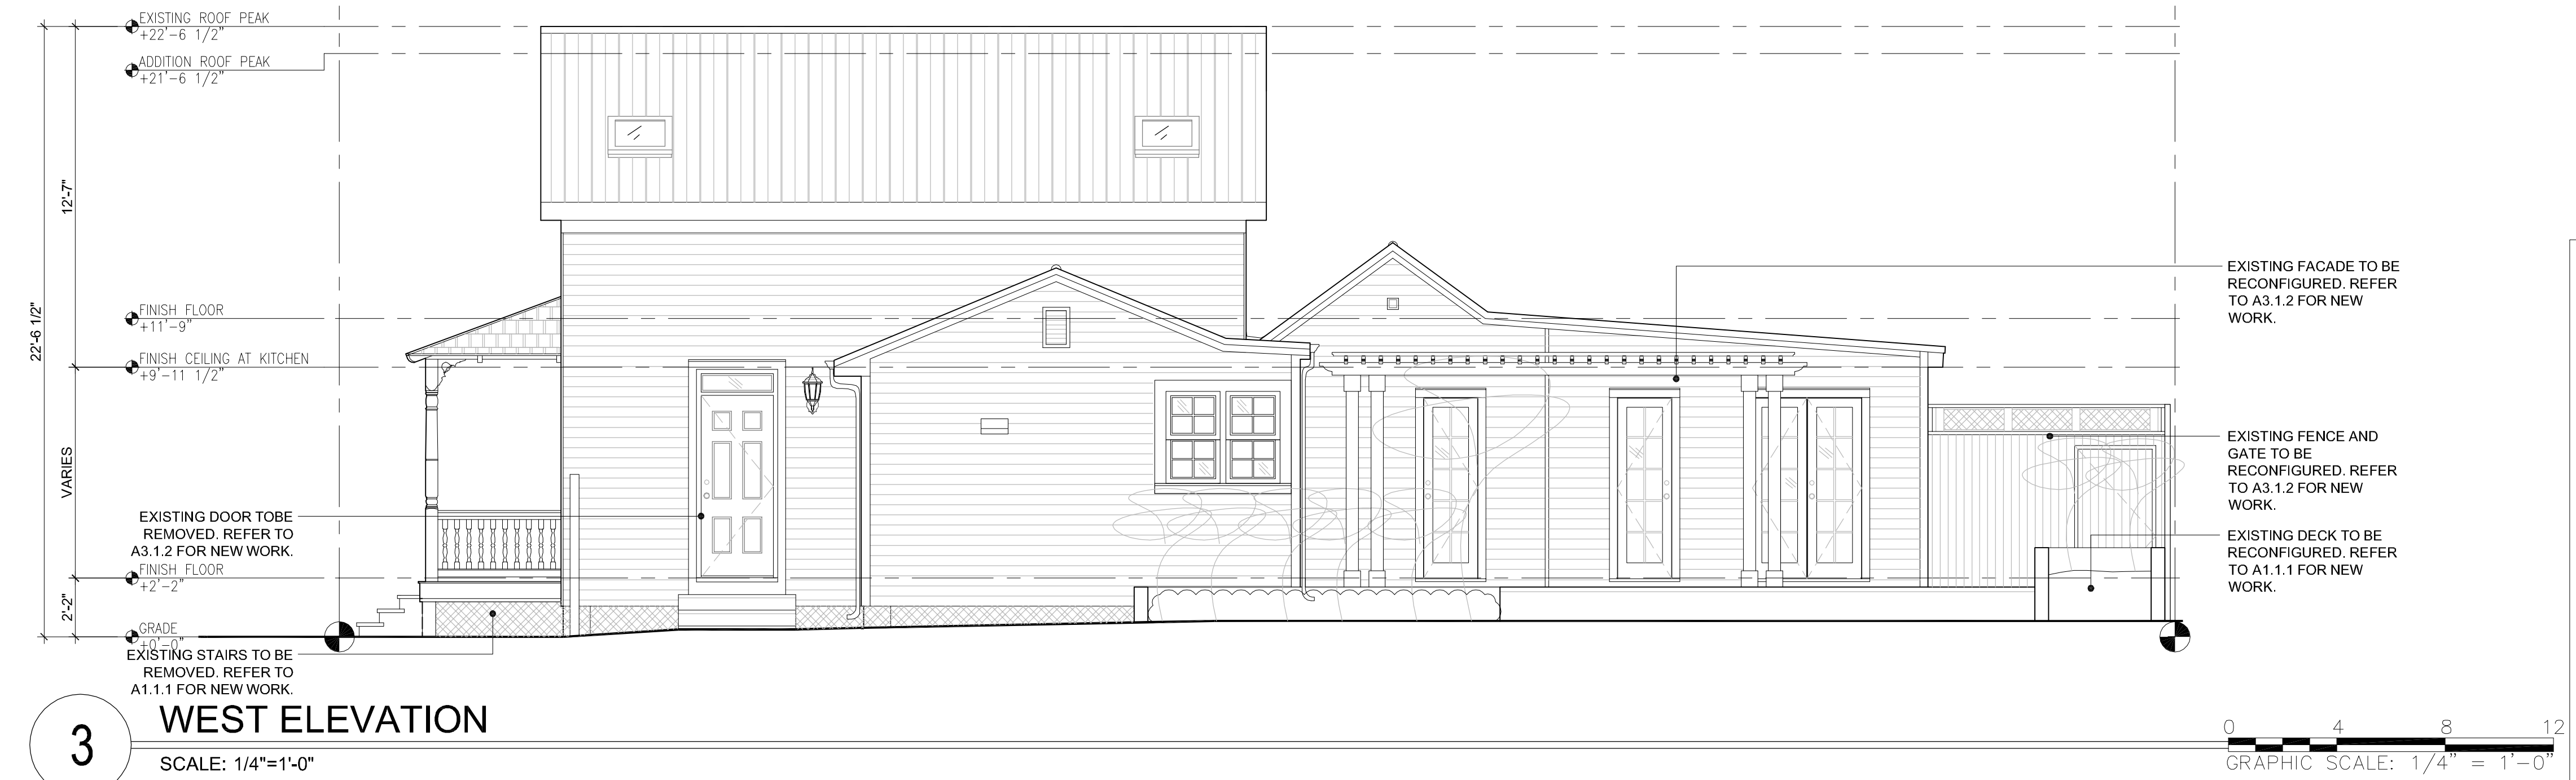 EXISTING ROOF PEAK
+22'-6 1/2"
ADDITION ROOF PEAK
+21'-6 1/2"
12'-7"
22'-6 1/2"
FINISH FLOOR
+11'-9"
FINISH CEILING AT KITCHEN
+9'-11 1/2"
VARIES
EXISTING DOOR TOBE
REMOVED. REFER TO
A3.1.2 FOR NEW WORK.
FINISH FLOOR
+2'-2"
2'-2"
GRADE
+0'-0"
EXISTING STAIRS TO BE
REMOVED. REFER TO
A1.1.1 FOR NEW WORK.
EXISTING FACADE TO BE
RECONFIGURED. REFER
TO A3.1.2 FOR NEW
WORK.
EXISTING FENCE AND
GATE TO BE
RECONFIGURED. REFER
TO A3.1.2 FOR NEW
WORK.
EXISTING DECK TO BE
RECONFIGURED. REFER
TO A1.1.1 FOR NEW
WORK.
3
WEST ELEVATION
SCALE: 1/4"=1'-0"
0 4 8 12
GRAPHIC SCALE: 1/4" = 1'-0"